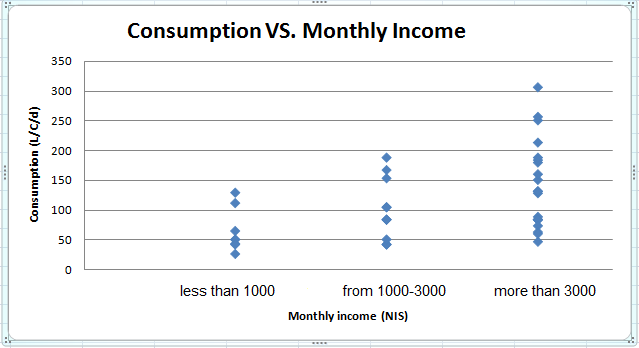 Consumption VS. Monthly Income
350
300
250
200
150
100
50
0
Consumption (L/C/d)
less than 1000 from 1000-3000 more than 3000
Monthly income (NIS)